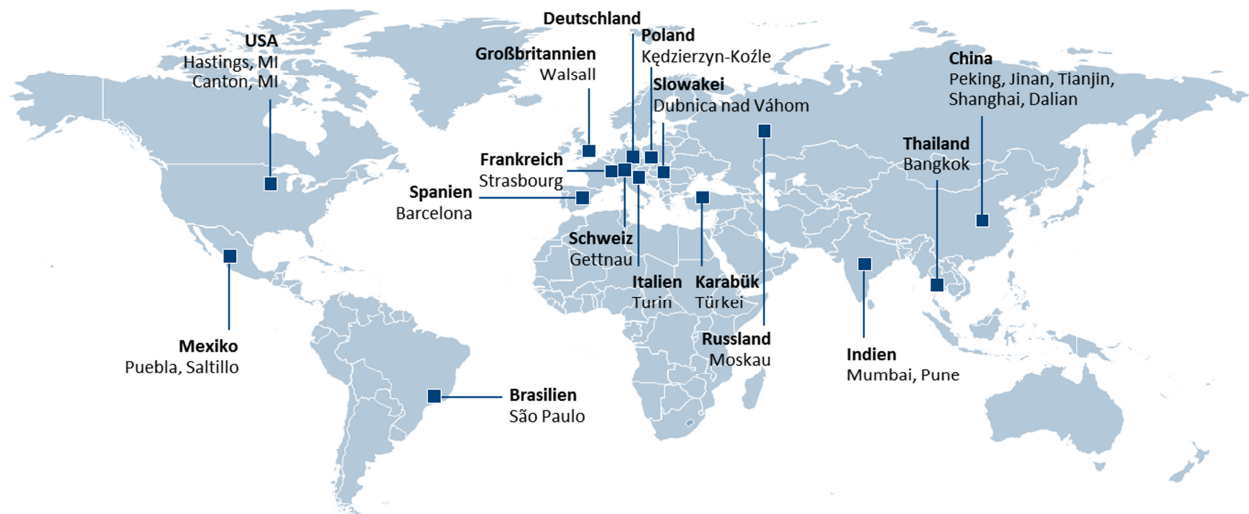 USA
Hastings, MI
Canton, MI
Mexiko
Puebla, Saltillo
Brasilien
São Paulo
Deutschland
Großbritannien
Walsall
Poland
Kędzierzyn-Koźle
Slowakei
Dubnica nad Váhom
Frankreich
Strasbourg
Spanien
Barcelona
Schweiz
Gettnau
Italien
Turin
Karabük
Türkei
Russland
Moskau
China
Peking, Jinan, Tianjin,
Shanghai, Dalian
Thailand
Bangkok
Indien
Mumbai, Pune